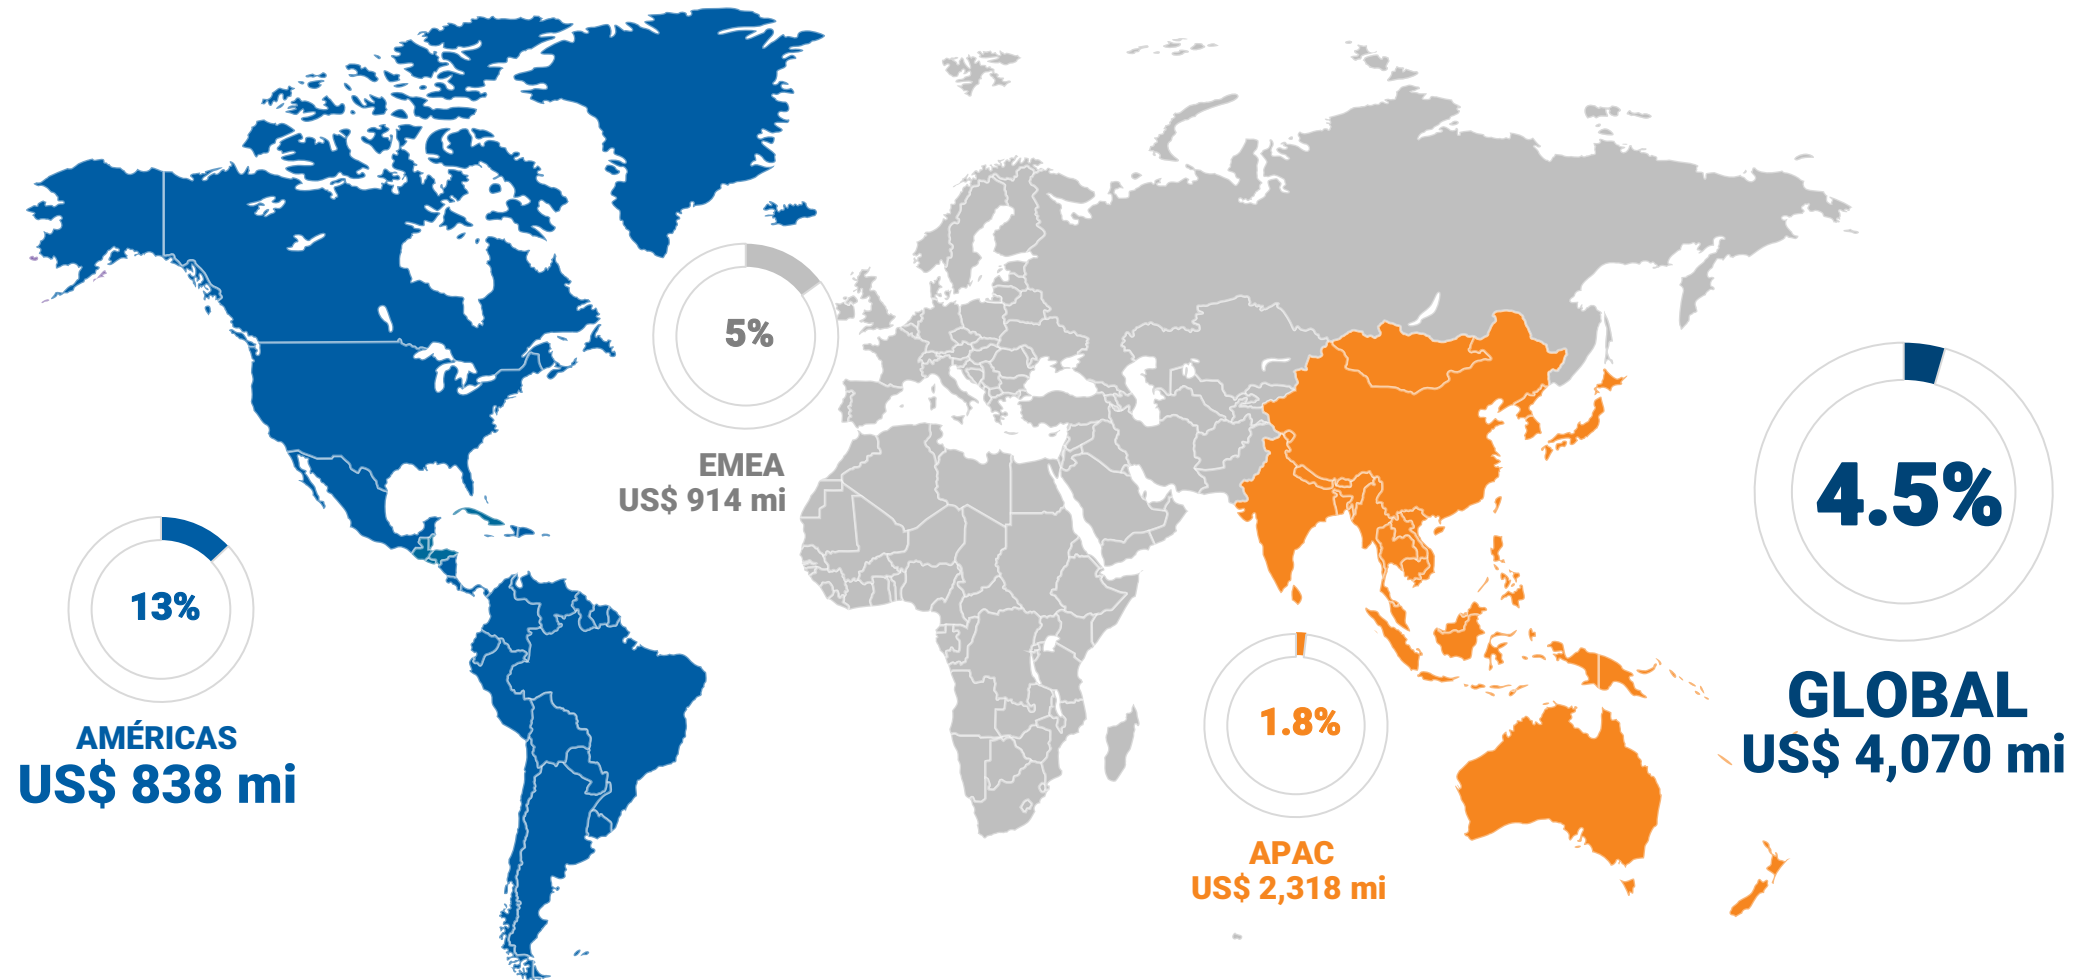 5%
EMEA
US$ 914 mi
13%
AMÉRICAS
US$ 838 mi
1.8%
APAC
US$ 2,318 mi
4.5%
GLOBAL
US$ 4,070 mi